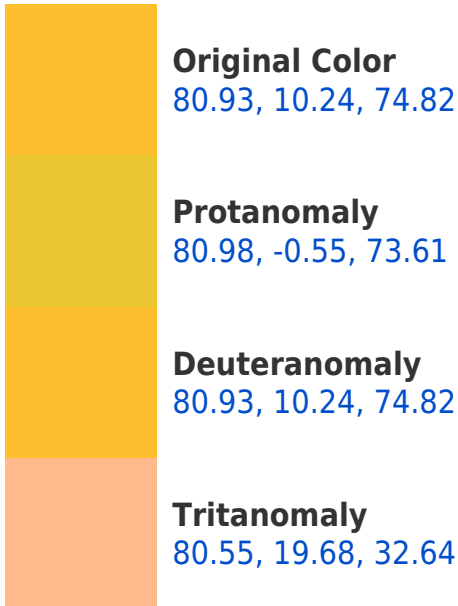 Original Color
80.93, 10.24, 74.82
Protanomaly
80.98, -0.55, 73.61
Deuteranomaly
80.93, 10.24, 74.82
Tritanomaly
80.55, 19.68, 32.64